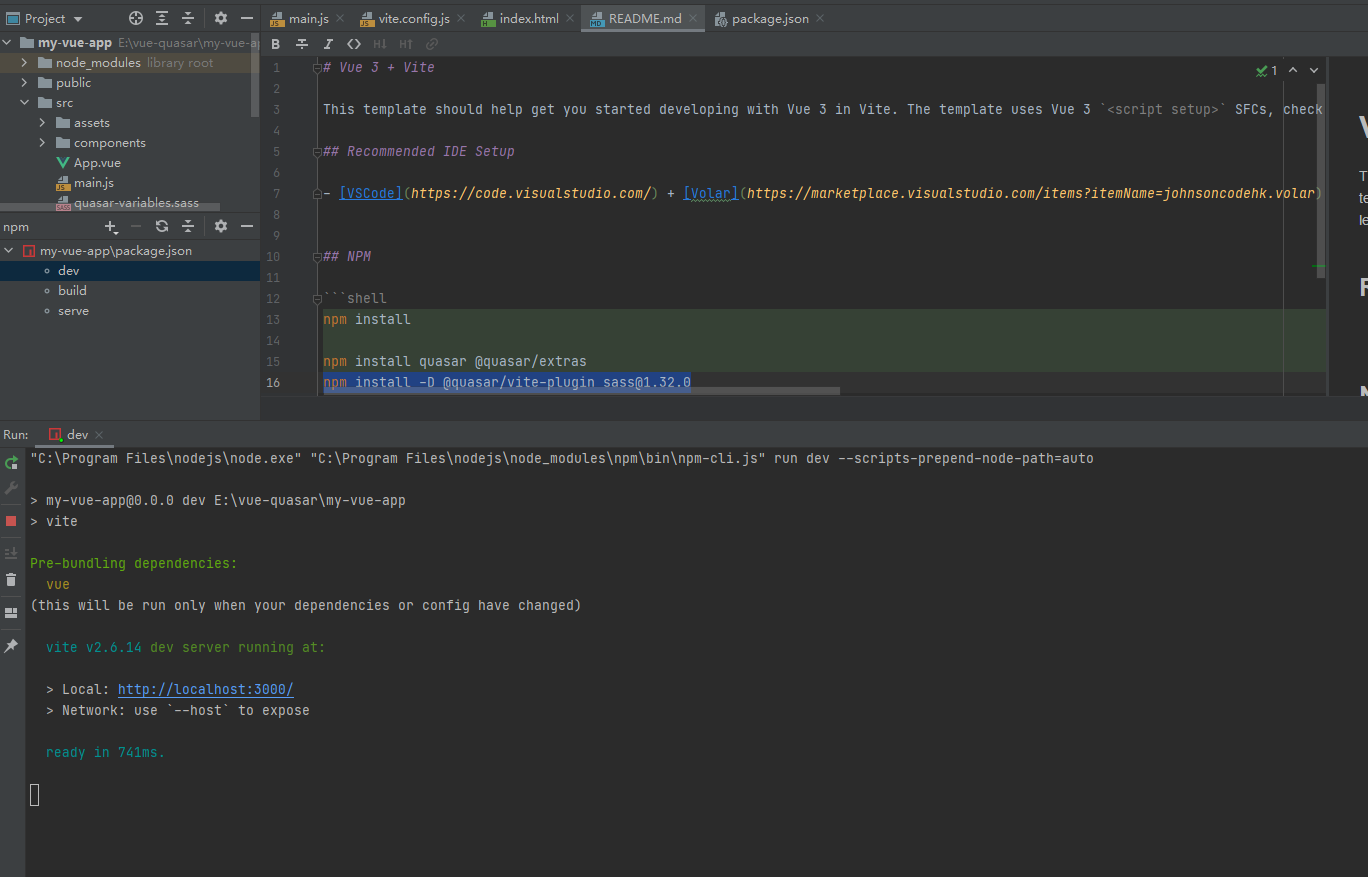 Project
main.js
vite.config.js
index.html
README.md
package.json
my-vue-app E:\vue-quasar\my-vue-a
node_modules library root
public
src
assets
components
App.vue
main.js
quasar-variables.sass
npm
my-vue-app\package.json
dev
build
serve
1 # Vue 3 + Vite
2
3 This template should help get you started developing with Vue 3 in Vite. The template uses Vue 3 `<script setup>` SFCs, check
4
5 ## Recommended IDE Setup
6
7 - [VSCode](https://code.visualstudio.com/) + [Volar](https://marketplace.visualstudio.com/items?itemName=johnsoncodehk.volar)
8
9
10 ## NPM
11
12 ```shell
13 npm install
14
15 npm install quasar @quasar/extras
16 npm install -D @quasar/vite-plugin sass@1.32.0
1
T
te
le
Run: dev
"C:\Program Files\nodejs\node.exe" "C:\Program Files\nodejs\node_modules\npm\bin\npm-cli.js" run dev --scripts-prepend-node-path=auto
> my-vue-app@0.0.0 dev E:\vue-quasar\my-vue-app
> vite
Pre-bundling dependencies:
vue
(this will be run only when your dependencies or config have changed)
vite v2.6.14 dev server running at:
> Local: http://localhost:3000/
> Network: use `--host` to expose
ready in 741ms.